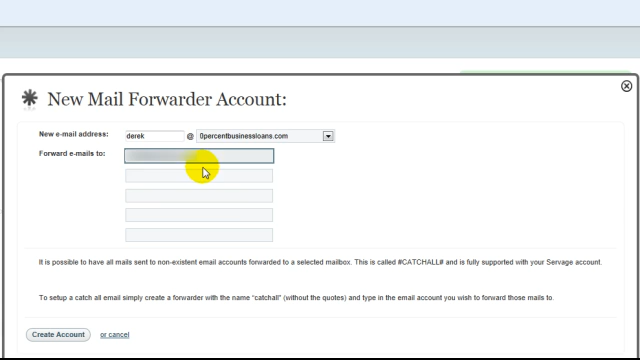 New Mail Forwarder Account:
New e-mail address: derek @ 0percentbusinessloans.com
Forward e-mails to:
It is possible to have all mails sent to non-existent email accounts forwarded to a selected mailbox. This is called #CATCHALL# and is fully supported with your Servage account.
To setup a catch all email simply create a forwarder with the name "catchall" (without the quotes) and type in the email account you wish to forward those mails to.
Create Account or cancel